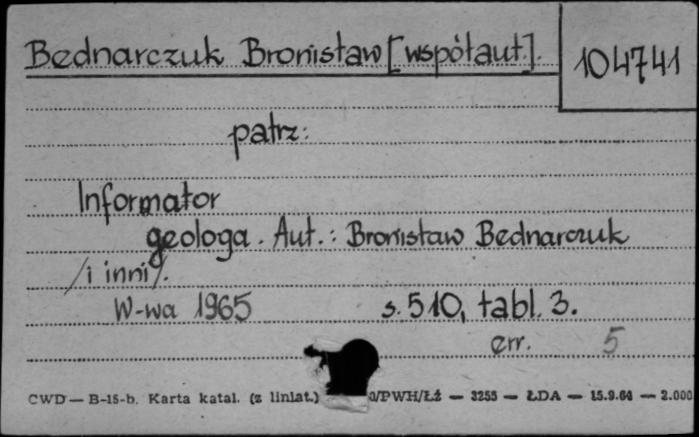 Bednarczuk Bronisław [współaut.].
104741
patrz:
Informator
geologa. Aut.: Bronisław Bednarczuk
/i inni/.
W-wa 1965 s. 510, tabl. 3.
err. 5
CWD — B-15-b. Karta katal. (z liniat.) 0/PWH/Łź — 3255 — ŁDA — 15.9.64 — 2.000